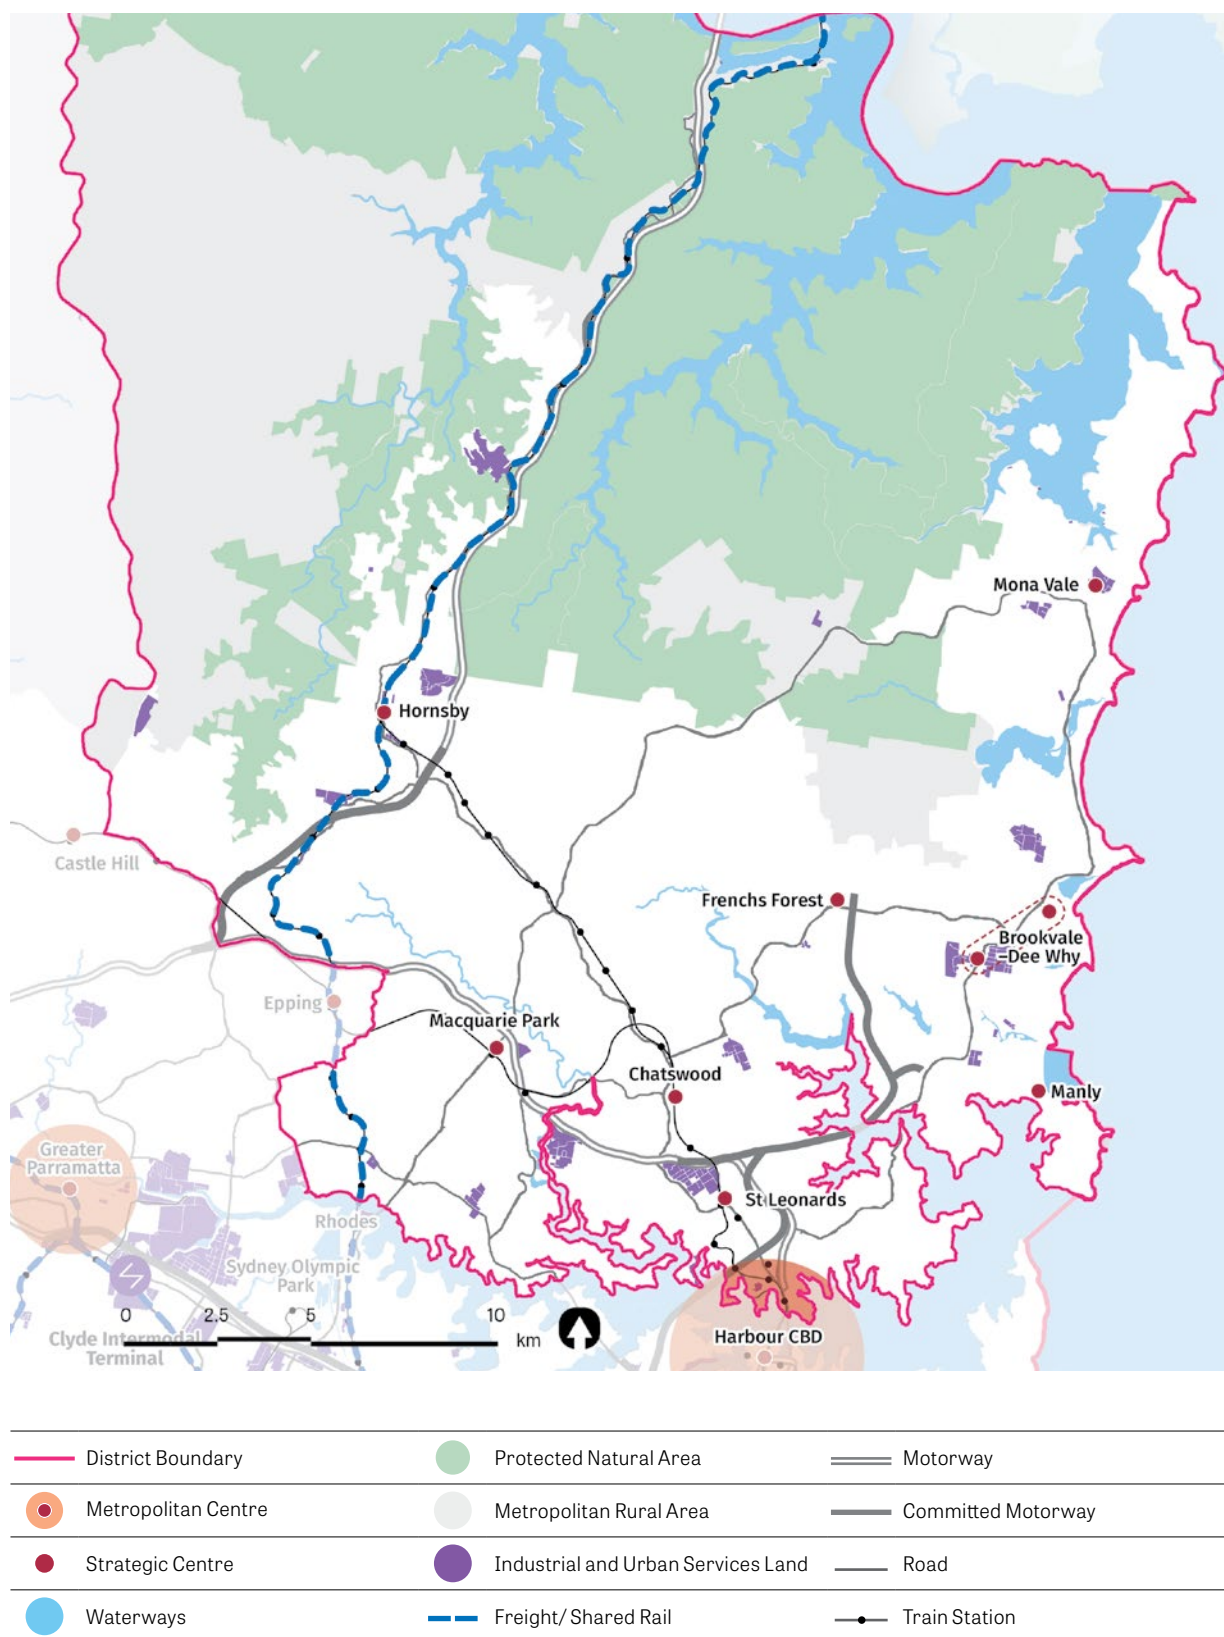 Mona Vale
Hornsby
Castle Hill
Frenchs Forest
Brookvale
–Dee Why
Epping
Macquarie Park
Chatswood
Manly
Greater
Parramatta
St Leonards
Rhodes
Sydney Olympic
Park
0 2.5 5 10
km
Clyde Intermodal
Terminal
Harbour CBD
District Boundary
Protected Natural Area
Motorway
Metropolitan Centre
Metropolitan Rural Area
Committed Motorway
Strategic Centre
Industrial and Urban Services Land
Road
Waterways
Freight/ Shared Rail
Train Station